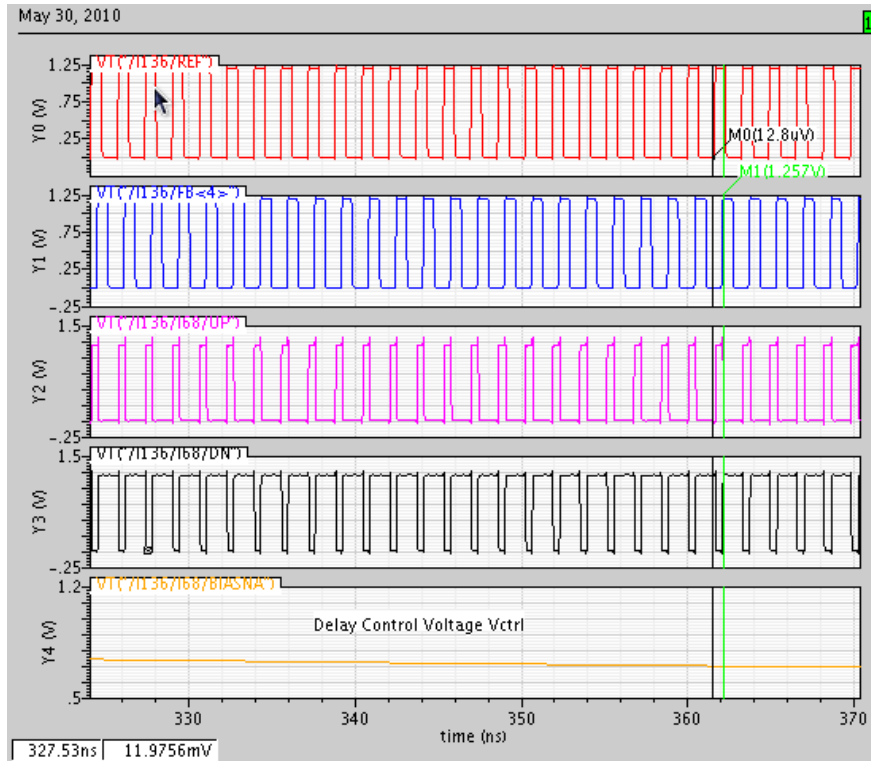 May 30, 2010
1
VT("/I136/REF")
1.25
.75
.25
Y0 (V)
M0(12.8uV)
M1(1.257V)
VT("/I136/FB<4>")
1.25
.75
.25
-.25
Y1 (V)
VT("/I136/I68/UP")
1.5
-.25
Y2 (V)
VT("/I136/I68/DN")
1.5
-.25
Y3 (V)
VT("/I136/I68/BIASNA")
1.2
.5
Y4 (V)
Delay Control Voltage Vctrl
330 340 350 360 370
time (ns)
327.53ns 11.9756mV